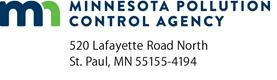 MINNESOTA POLLUTION
CONTROL AGENCY
520 Lafayette Road North
St. Paul, MN 55155-4194